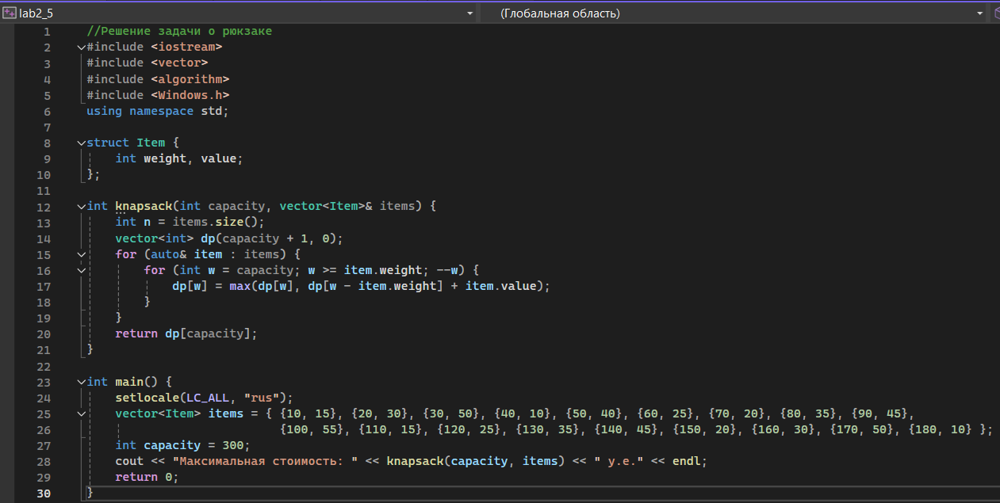 lab2_5 (Глобальная область)
1 //Решение задачи о рюкзаке
2 #include <iostream>
3 #include <vector>
4 #include <algorithm>
5 #include <Windows.h>
6 using namespace std;
7
8 struct Item {
9 int weight, value;
10 };
11
12 int knapsack(int capacity, vector<Item>& items) {
13 int n = items.size();
14 vector<int> dp(capacity + 1, 0);
15 for (auto& item : items) {
16 for (int w = capacity; w >= item.weight; --w) {
17 dp[w] = max(dp[w], dp[w - item.weight] + item.value);
18 }
19 }
20 return dp[capacity];
21 }
22
23 int main() {
24 setlocale(LC_ALL, "rus");
25 vector<Item> items = { {10, 15}, {20, 30}, {30, 50}, {40, 10}, {50, 40}, {60, 25}, {70, 20}, {80, 35}, {90, 45},
26 {100, 55}, {110, 15}, {120, 25}, {130, 35}, {140, 45}, {150, 20}, {160, 30}, {170, 50}, {180, 10} };
27 int capacity = 300;
28 cout << "Максимальная стоимость: " << knapsack(capacity, items) << " у.е." << endl;
29 return 0;
30 }